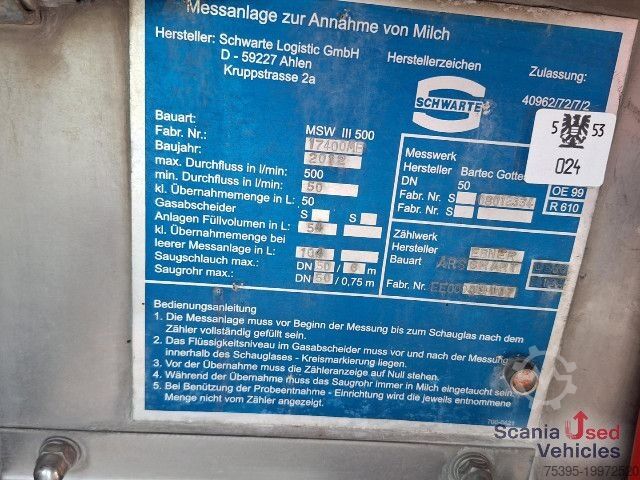 Messanlage zur Annahme von Milch
Hersteller: Schwarte Logistic GmbH
D - 59227 Ahlen
Kruppstrasse 2a
Herstellerzeichen
SCHWARTE
Zulassung:
40962/72/7/2
5 53
024
OE 99
R 610
Bauart: MSW III 500
Fabr. Nr.:
Baujahr: 2012
max. Durchfluss in l/min: 500
min. Durchfluss in l/min: 50
kl. Übernahmemenge in L: 50
Gasabscheider S S
Anlagen Füllvolumen in L:
kl. Übernahmemenge bei
leerer Messanlage in L:
Saugschlauch max.: DN 50 / 6 m
Saugrohr max.: DN 50 / 0,75 m
Messwerk
Hersteller Bartec
DN 50
Fabr. Nr. S
Fabr. Nr. S
Zählwerk
Hersteller
Bauart
Fabr. Nr.
Bedienungsanleitung
1. Die Messanlage muss vor Beginn der Messung bis zum Schauglas nach dem
Zähler vollständig gefüllt sein.
2. Das Flüssigkeitsniveau im Gasabscheider muss vor und nach der Messung
innerhalb des Schauglases - Kreismarkierung liegen.
3. Vor der Übernahme muss die Zähleranzeige auf Null stehen.
4. Während der Übernahme muss das Saugrohr immer in Milch eingetaucht sein.
5. Bei Benützung der Probeentnahme - Einrichtung wird die jeweils entnommene
Menge nicht vom Zähler angezeigt.
Scania Used
Vehicles